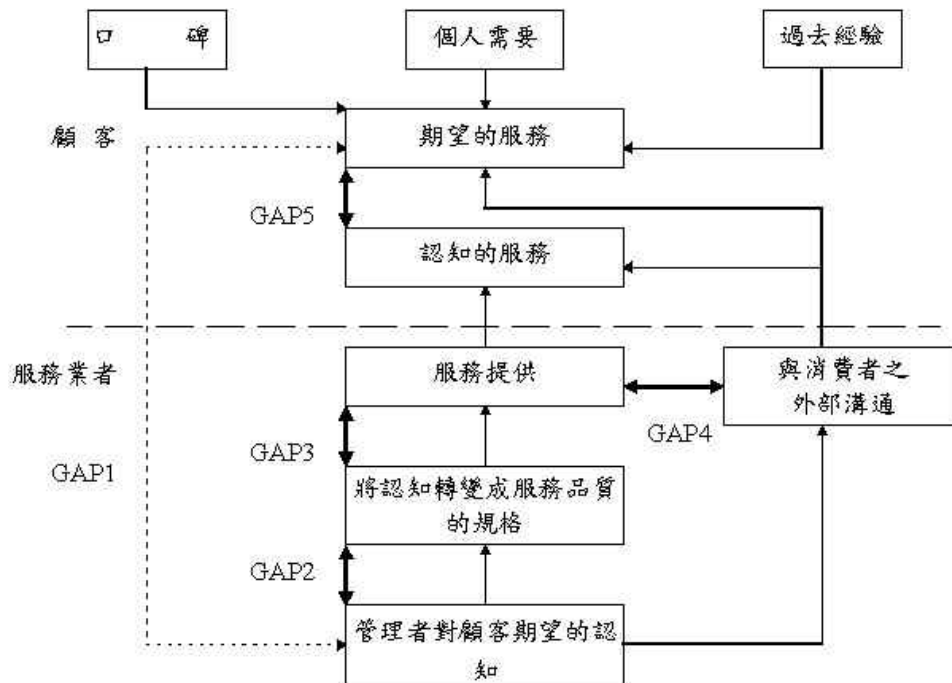 口 碑
個人需要
過去經驗
顧 客
期望的服務
GAP5
認知的服務
服務業者
服務提供
與消費者之
外部溝通
GAP4
GAP3
GAP1
將認知轉變成服務品質
的規格
GAP2
管理者對顧客期望的認
知